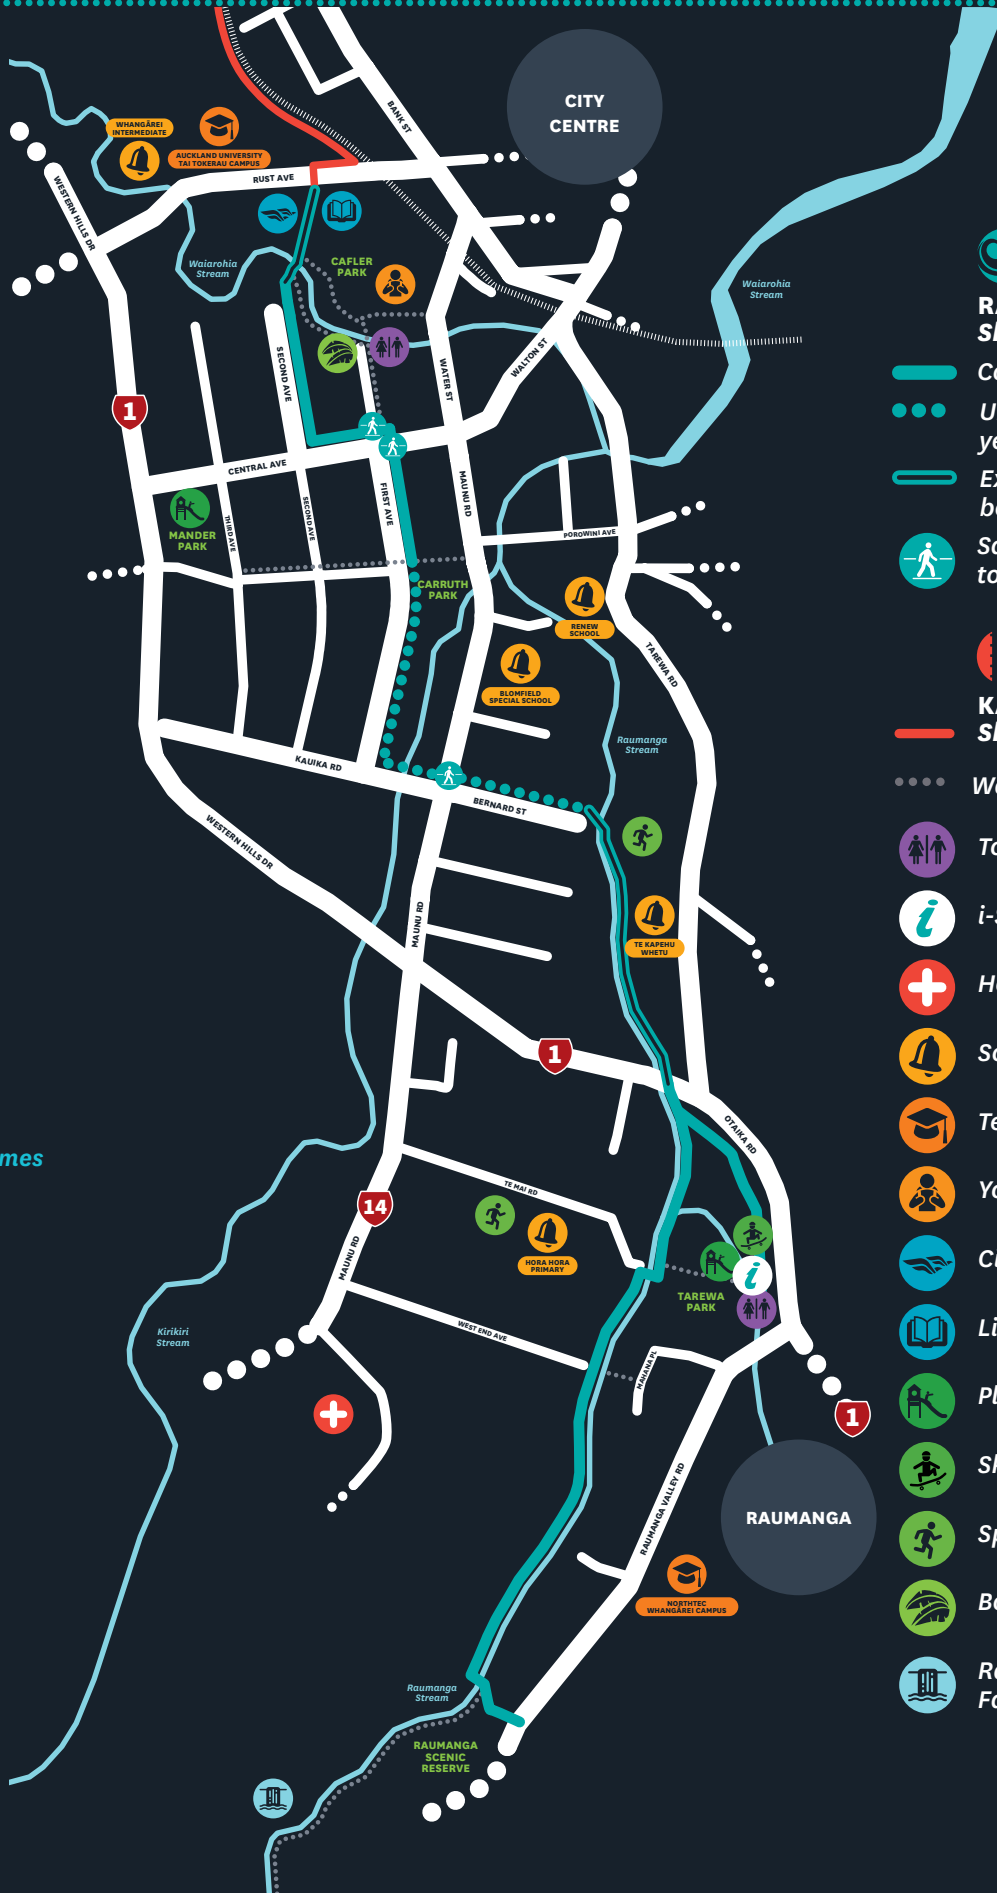 CITY
CENTRE
BANK ST
WHANGĀREI
INTERMEDIATE
AUCKLAND UNIVERSITY
TAI TOKERAU CAMPUS
RUST AVE
WESTERN HILLS DR
Waiarohia
Stream
CAFLER
PARK
Waiarohia
Stream
SECOND AVE
WATER ST
WALTON ST
1
CENTRAL AVE
MANDER
PARK
THIRD AVE
SECOND AVE
FIRST AVE
MAUNU RD
POROWINI AVE
CARRUTH
PARK
RENEW
SCHOOL
BLOMFIELD
SPECIAL SCHOOL
TAREWA RD
Raumanga
Stream
KAUIKA RD
BERNARD ST
WESTERN HILLS DR
MAUNU RD
TE KAPEHU
WHETU
1
OTAIKA RD
mes
TE MAI RD
14
MAUNU RD
HORA HORA
PRIMARY
i
TAREWA
PARK
WEST END AVE
MAHANA PL
Kirikiri
Stream
1
RAUMANGA
RAUMANGA VALLEY RD
NORTHTEC
WHANGĀREI CAMPUS
Raumanga
Stream
RAUMANGA
SCENIC
RESERVE
i